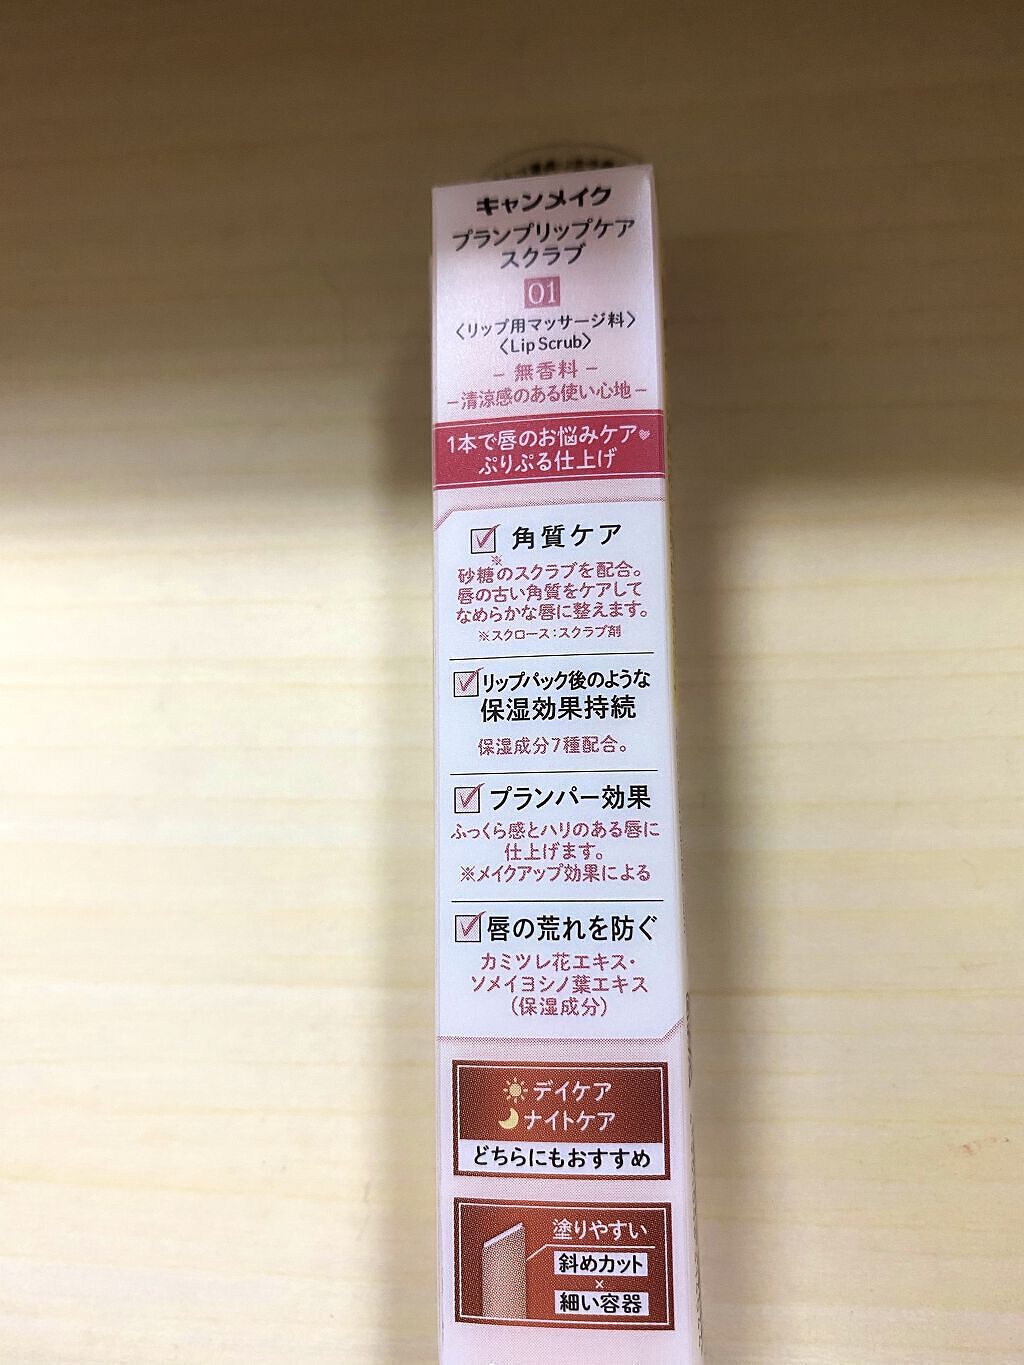 キャンメイク
プランプリップケア
スクラブ
01
〈リップ用マッサージ料〉
〈Lip Scrub〉
－ 無香料 －
－清涼感のある使い心地－
1本で唇のお悩みケア♥
ぷりぷる仕上げ
角質ケア
砂糖※のスクラブを配合。
唇の古い角質をケアして
なめらかな唇に整えます。
※スクロース：スクラブ剤
リップパック後のような
保湿効果持続
保湿成分7種配合。
プランパー効果
ふっくら感とハリのある唇に
仕上げます。
※メイクアップ効果による
唇の荒れを防ぐ
カミツレ花エキス・
ソメイヨシノ葉エキス
（保湿成分）
デイケア
ナイトケア
どちらにもおすすめ
塗りやすい
斜めカット
×
細い容器